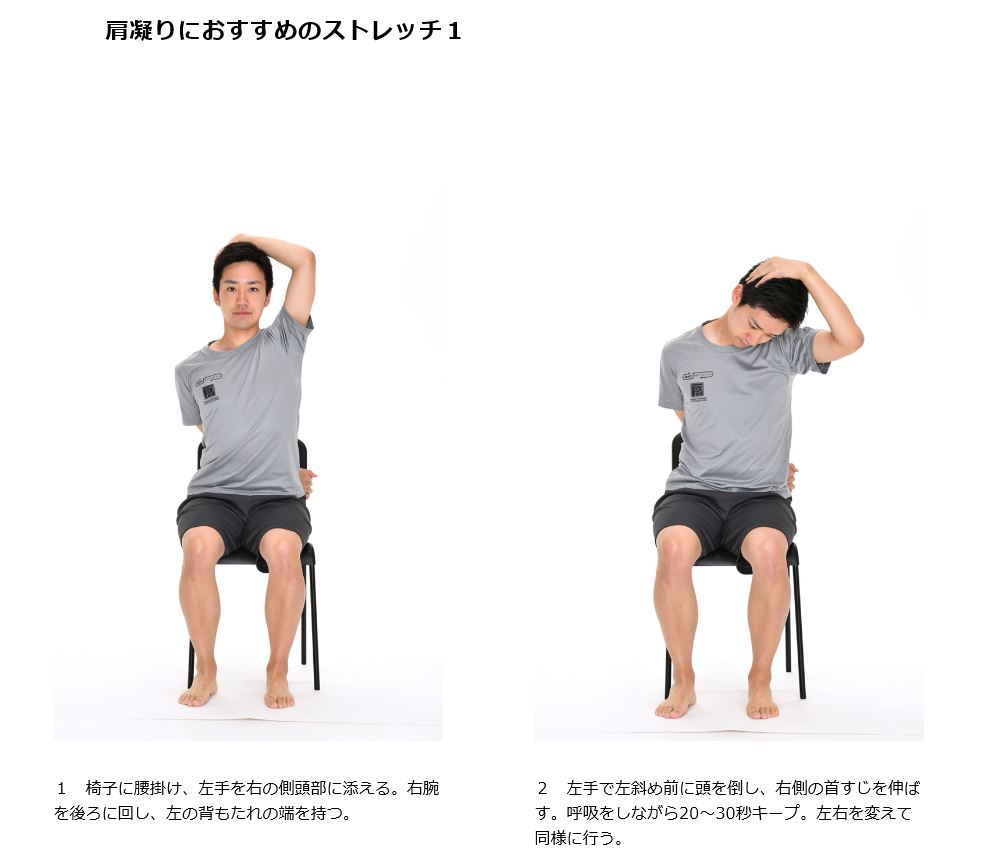 肩凝りにおすすめのストレッチ１
１　椅子に腰掛け、左手を右の側頭部に添える。右腕
を後ろに回し、左の背もたれの端を持つ。
２　左手で左斜め前に頭を倒し、右側の首すじを伸ば
す。呼吸をしながら20～30秒キープ。左右を変えて
同様に行う。